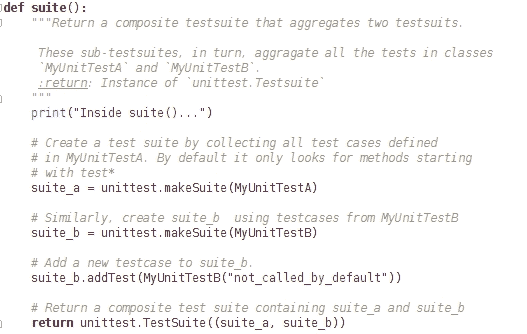 def suite():
"""Return a composite testsuite that aggregates two testsuits.
These sub-testsuites, in turn, aggragate all the tests in classes
`MyUnitTestA` and `MyUnitTestB`.
:return: Instance of `unittest.Testsuite`
"""
print("Inside suite()...")
# Create a test suite by collecting all test cases defined
# in MyUnitTestA. By default it only looks for methods starting
# with test*
suite_a = unittest.makeSuite(MyUnitTestA)
# Similarly, create suite_b using testcases from MyUnitTestB
suite_b = unittest.makeSuite(MyUnitTestB)
# Add a new testcase to suite_b.
suite_b.addTest(MyUnitTestB("not_called_by_default"))
# Return a composite test suite containing suite_a and suite_b
return unittest.TestSuite((suite_a, suite_b))